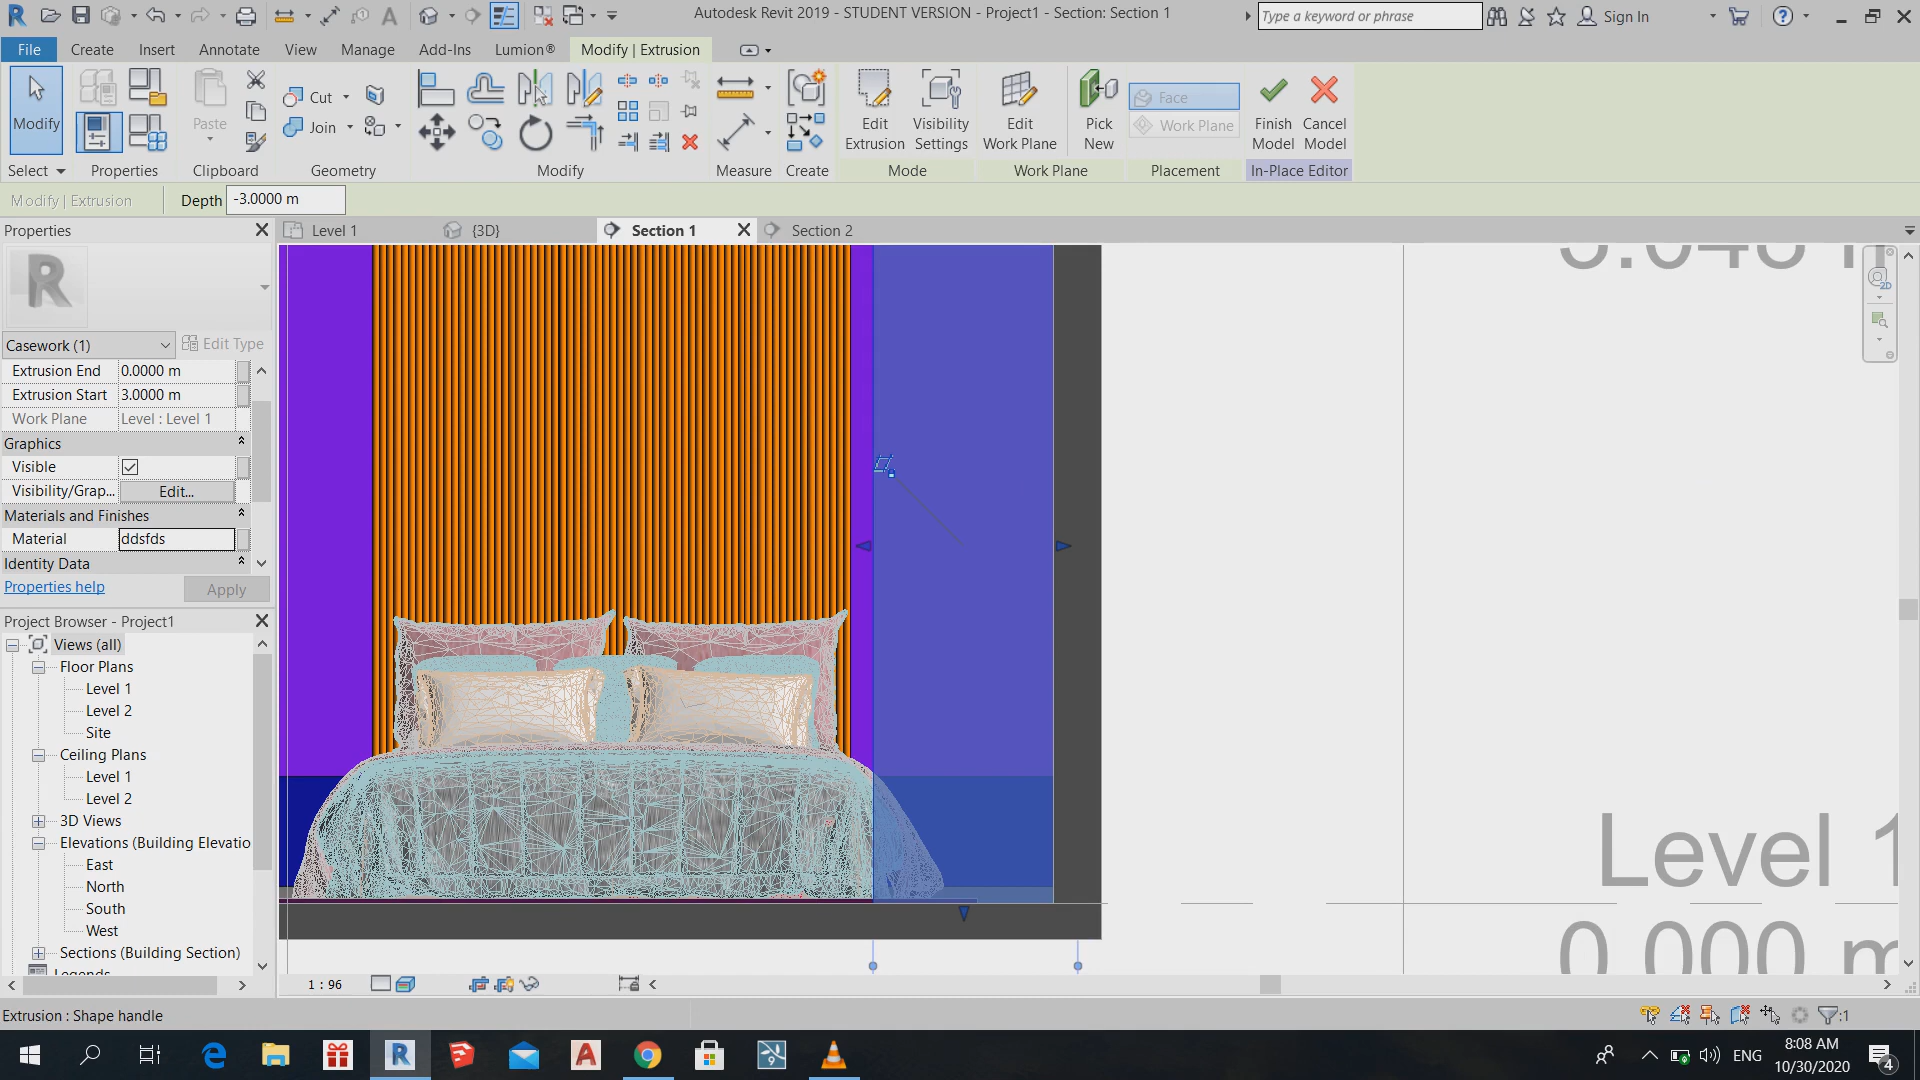 Autodesk Revit 2019 - STUDENT VERSION - Project1 - Section: Section 1
Type a keyword or phrase
Sign In
File
Create
Insert
Annotate
View
Manage
Add-Ins
Lumion®
Modify | Extrusion
Modify
Paste
Cut
Join
Edit
Extrusion
Visibility
Settings
Edit
Work Plane
Pick
New
Face
Work Plane
Finish
Model
Cancel
Model
Select
Properties
Clipboard
Geometry
Modify
Measure
Create
Mode
Work Plane
Placement
In-Place Editor
Modify | Extrusion
Depth
-3.0000 m
Properties
Level 1
{3D}
Section 1
Section 2
R
Casework (1)
Edit Type
Extrusion End 0.0000 m
Extrusion Start 3.0000 m
Work Plane Level : Level 1
Graphics
Visible
Visibility/Grap... Edit...
Materials and Finishes
Material ddsfds
Identity Data
Properties help
Apply
Project Browser - Project1
Views (all)
Floor Plans
Level 1
Level 2
Site
Ceiling Plans
Level 1
Level 2
3D Views
Elevations (Building Elevatio
East
North
South
West
Sections (Building Section)
Legends
2D
Level 1
0.000 m
1 : 96
Extrusion : Shape handle
:1
ENG
8:08 AM
10/30/2020
4